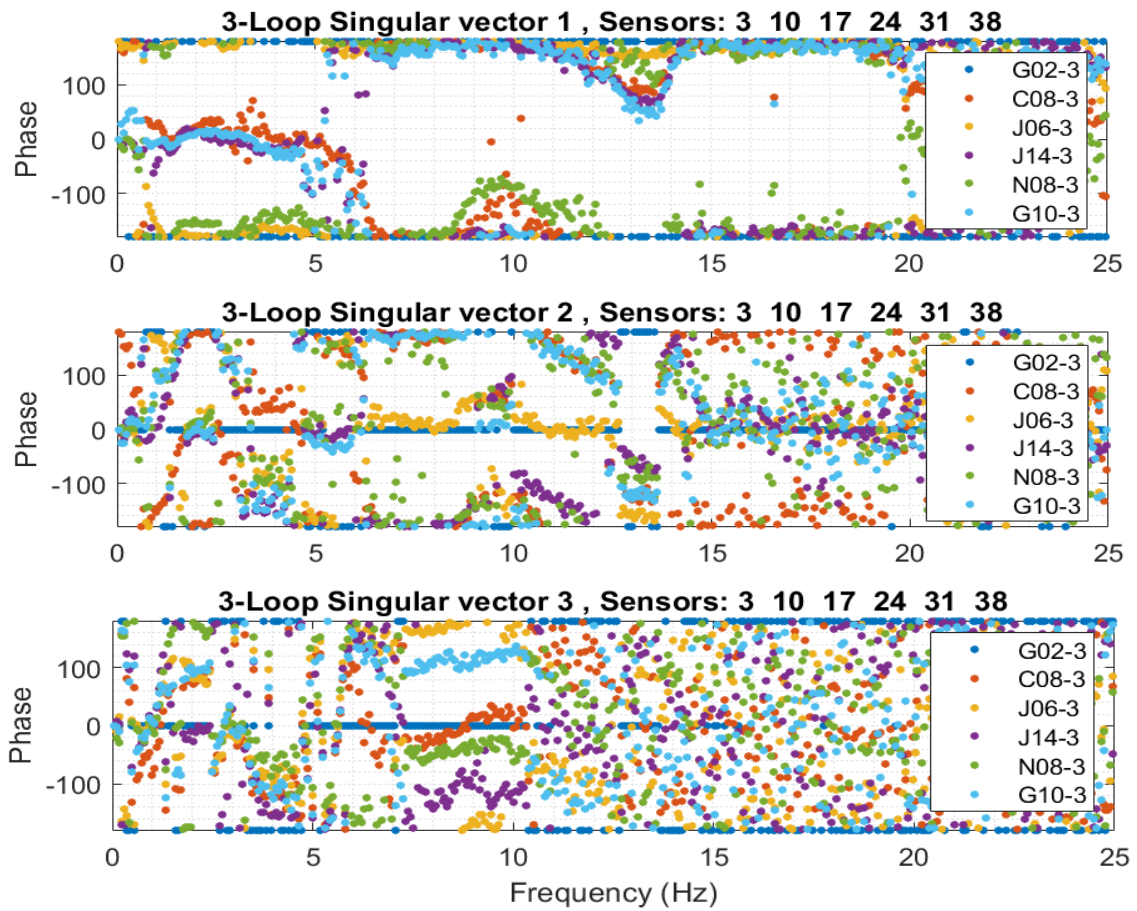 3-Loop Singular vector 1 , Sensors: 3 10 17 24 31 38
Phase
100
0
-100
0 5 10 15 20 25
G02-3
C08-3
J06-3
J14-3
N08-3
G10-3
3-Loop Singular vector 2 , Sensors: 3 10 17 24 31 38
Phase
100
0
-100
0 5 10 15 20 25
G02-3
C08-3
J06-3
J14-3
N08-3
G10-3
3-Loop Singular vector 3 , Sensors: 3 10 17 24 31 38
Phase
100
0
-100
0 5 10 15 20 25
G02-3
C08-3
J06-3
J14-3
N08-3
G10-3
Frequency (Hz)